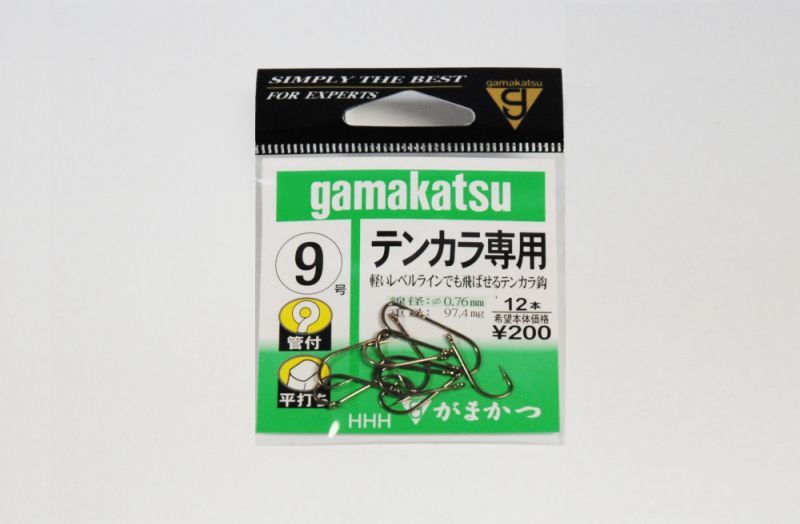 SIMPLY THE BEST
FOR EXPERTS
gamakatsu
g
gamakatsu
9号
テンカラ専用
軽いレベルラインでも飛ばせるテンカラ鈎
線径:φ0.76mm
97.4mg
12本
希望本体価格
¥200
管付
平打ち
HHH
がまかつ